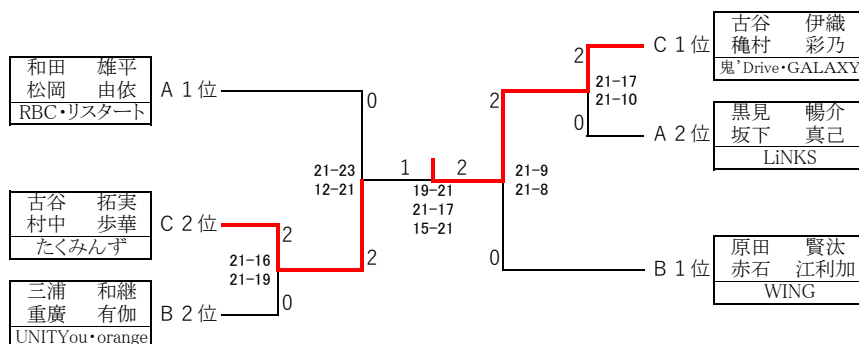 古谷 伊織
穐村 彩乃
鬼'Drive・GALAXY
C１位
2
21-17
21-10
0
和田 雄平
松岡 由依
RBC・リスタート
A１位
0
2
黒見 暢介
坂下 真己
LiNKS
A２位
21-23
12-21
1
2
19-21
21-17
15-21
21-9
21-8
古谷 拓実
村中 歩華
たくみんず
C２位
2
21-16
21-19
2
0
0
原田 賢汰
赤石 江利加
WING
B１位
三浦 和継
重廣 有伽
UNITYou・orange
B２位